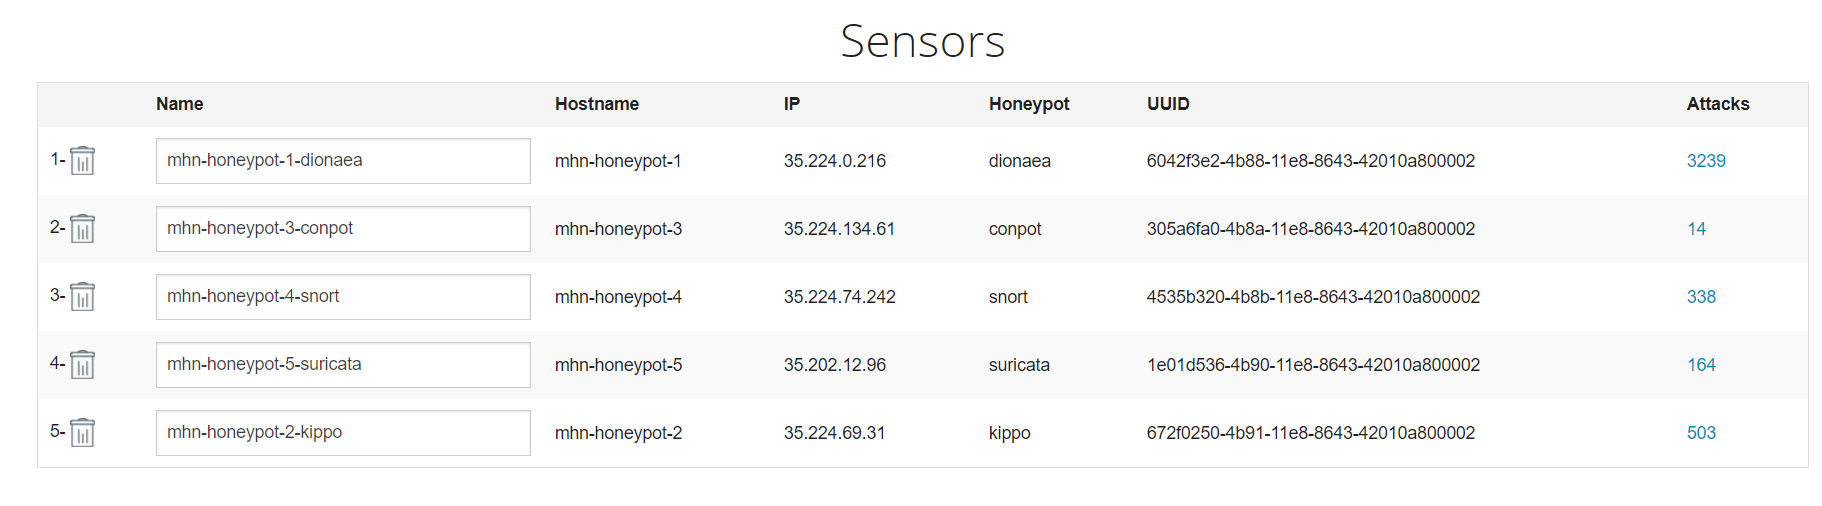 Sensors
Name Hostname IP Honeypot UUID Attacks
1- mhn-honeypot-1-dionaea mhn-honeypot-1 35.224.0.216 dionaea 6042f3e2-4b88-11e8-8643-42010a800002 3239
2- mhn-honeypot-3-conpot mhn-honeypot-3 35.224.134.61 conpot 305a6fa0-4b8a-11e8-8643-42010a800002 14
3- mhn-honeypot-4-snort mhn-honeypot-4 35.224.74.242 snort 4535b320-4b8b-11e8-8643-42010a800002 338
4- mhn-honeypot-5-suricata mhn-honeypot-5 35.202.12.96 suricata 1e01d536-4b90-11e8-8643-42010a800002 164
5- mhn-honeypot-2-kippo mhn-honeypot-2 35.224.69.31 kippo 672f0250-4b91-11e8-8643-42010a800002 503